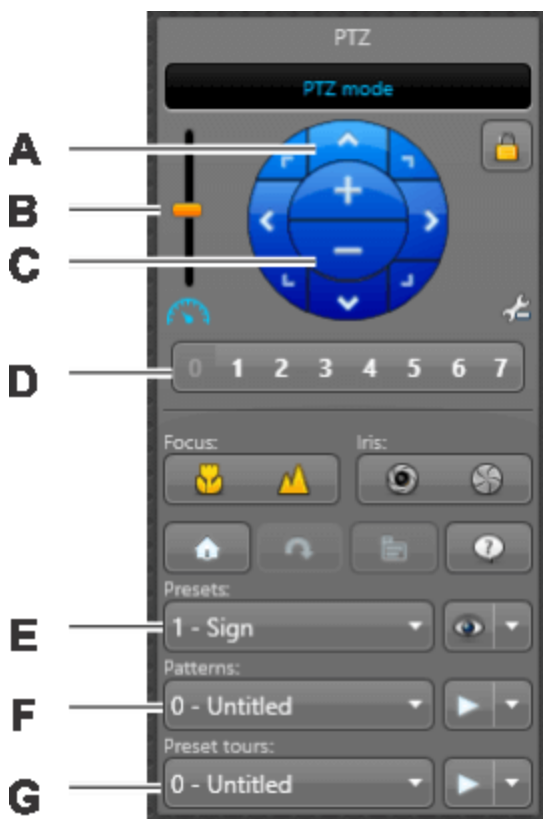 PTZ
PTZ mode
A
B
C
D
0 1 2 3 4 5 6 7
Focus: Iris:
Presets:
E
1 - Sign
Patterns:
F
0 - Untitled
Preset tours:
G
0 - Untitled